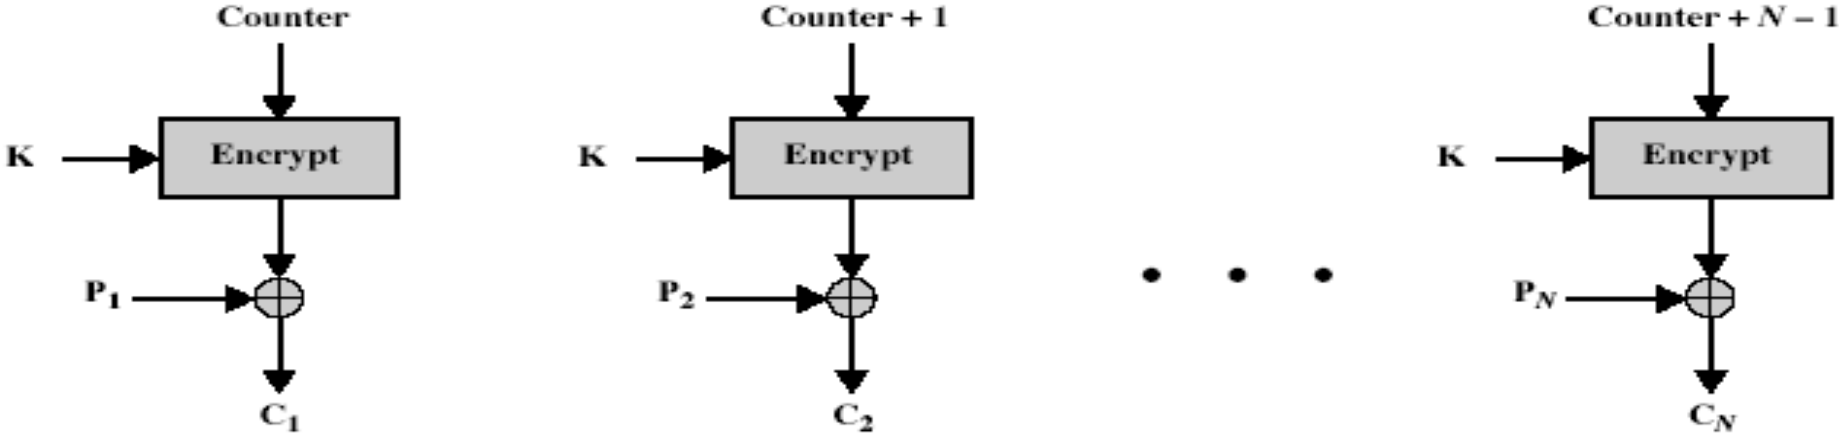 Counter Counter + 1 Counter + N – 1
K Encrypt K Encrypt K Encrypt
P1 P2 PN
C1 C2 CN